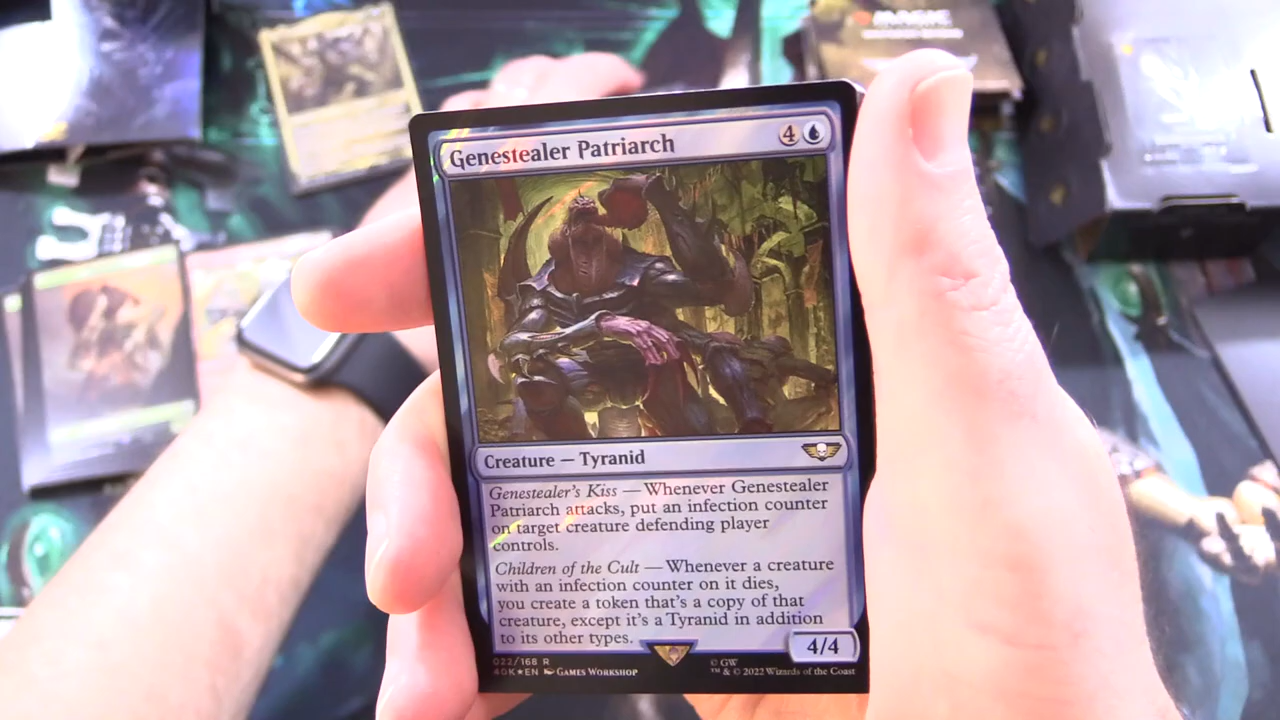 MAGIC
Genestealer Patriarch 4
Creature — Tyranid
Genestealer's Kiss — Whenever Genestealer
Patriarch attacks, put an infection counter
on target creature defending player
controls.
Children of the Cult — Whenever a creature
with an infection counter on it dies,
you create a token that's a copy of that
creature, except it's a Tyranid in addition
to its other types.
4/4
022/168 R
40K★EN GAMES WORKSHOP
© GW
™ & © 2022 Wizards of the Coast